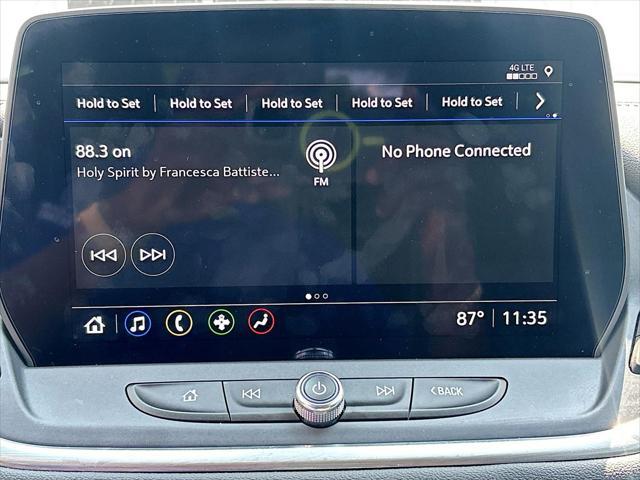 4G LTE
Hold to Set Hold to Set Hold to Set Hold to Set Hold to Set
88.3 on
Holy Spirit by Francesca Battiste...
FM
No Phone Connected
87° 11:35
BACK